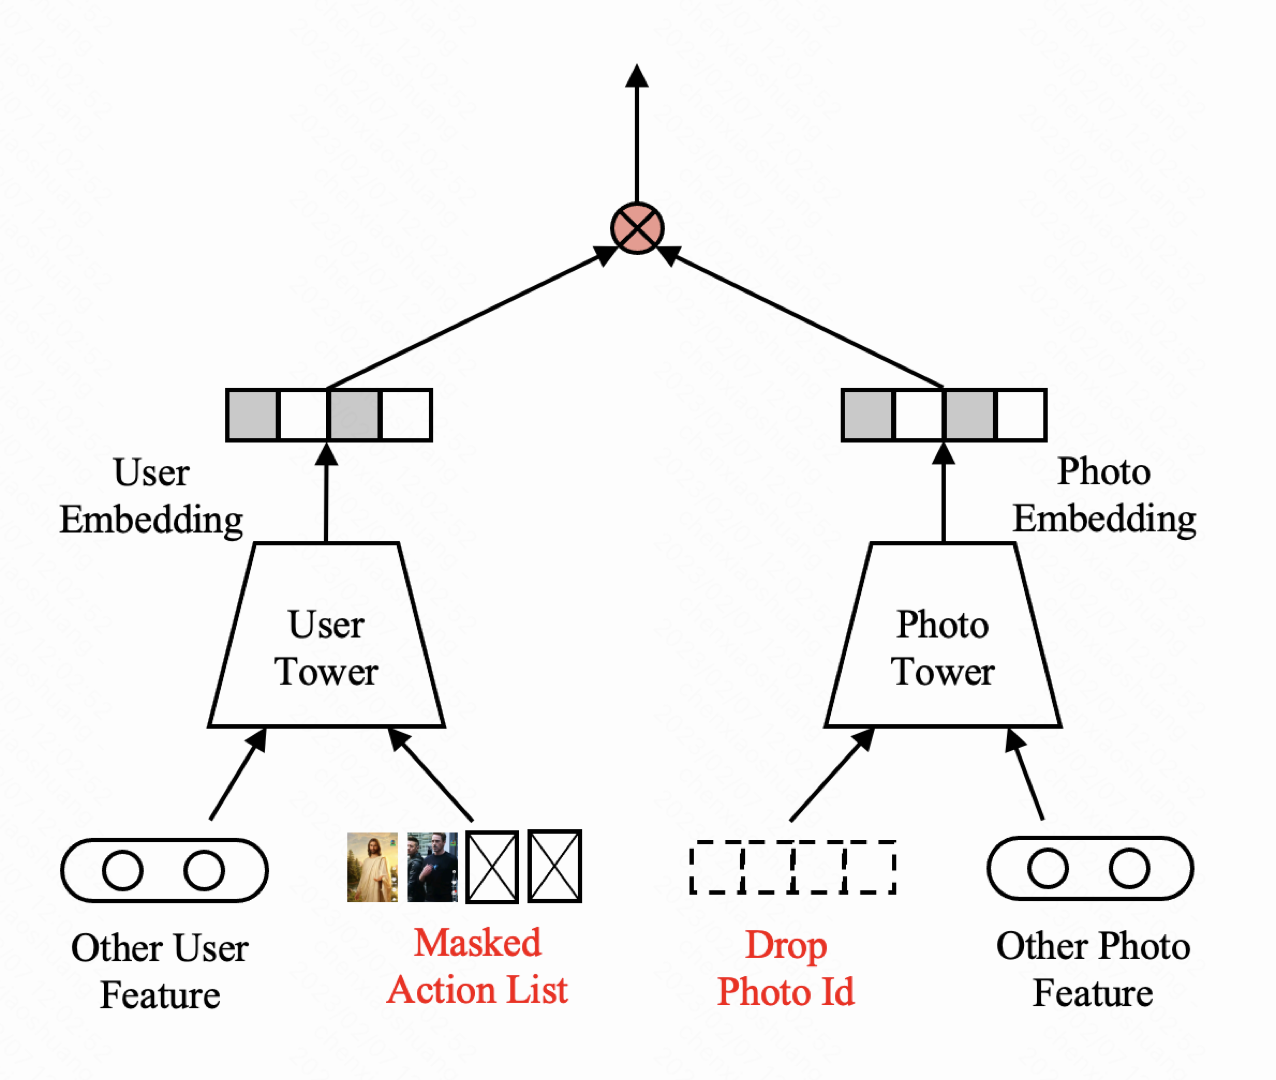 User
Embedding
Photo
Embedding
User
Tower
Photo
Tower
Other User
Feature
Masked
Action List
Drop
Photo Id
Other Photo
Feature